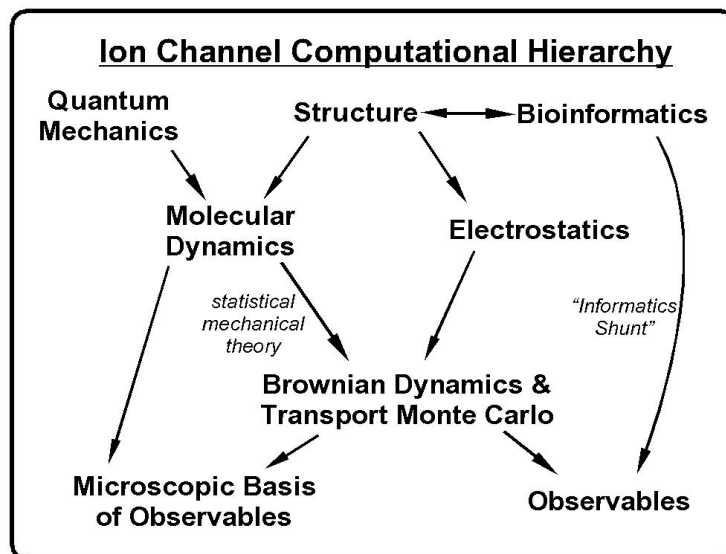 Ion Channel Computational Hierarchy
Quantum
Mechanics
Structure
Bioinformatics
Molecular
Dynamics
Electrostatics
statistical
mechanical
theory
"Informatics
Shunt"
Brownian Dynamics &
Transport Monte Carlo
Microscopic Basis
of Observables
Observables